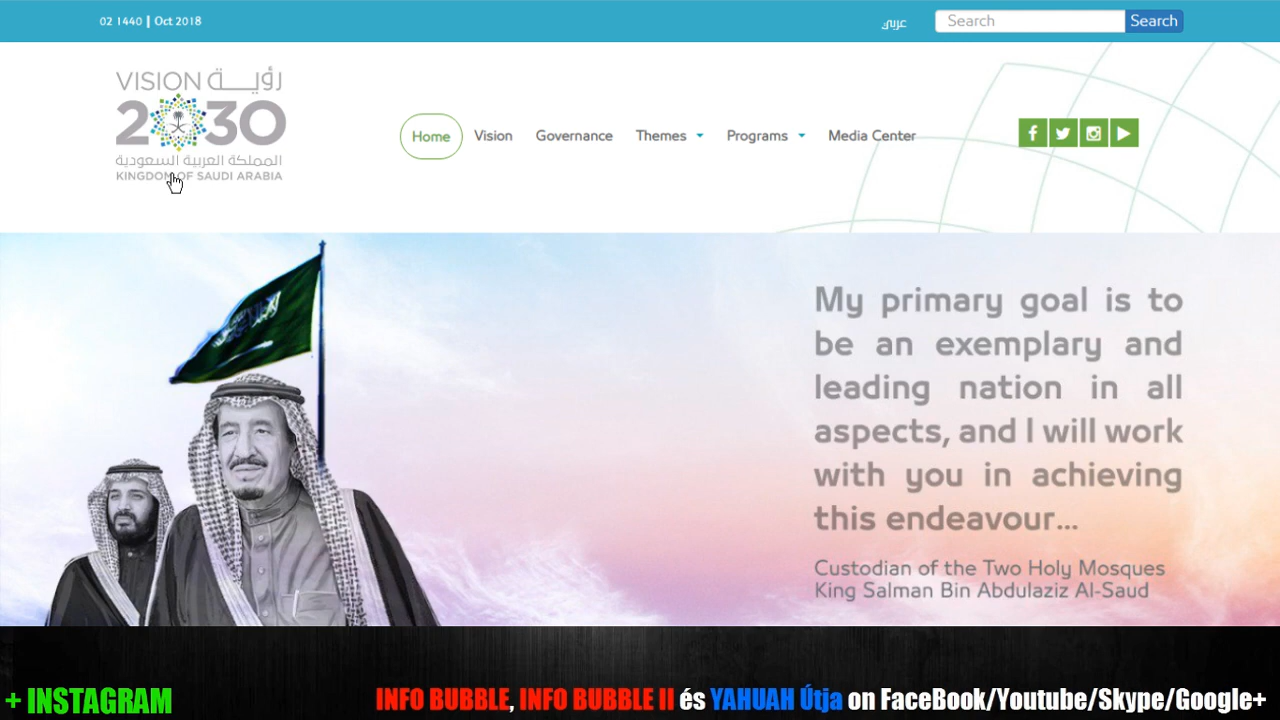 02 1440 | Oct 2018
عربي
Search
Search
VISION رؤيـــة
2030
المملكة العربية السعودية
KINGDOM OF SAUDI ARABIA
Home
Vision
Governance
Themes
Programs
Media Center
My primary goal is to
be an exemplary and
leading nation in all
aspects, and I will work
with you in achieving
this endeavour...
Custodian of the Two Holy Mosques
King Salman Bin Abdulaziz Al-Saud
+ INSTAGRAM
INFO BUBBLE, INFO BUBBLE II és YAHUAH Útja on FaceBook/Youtube/Skype/Google+